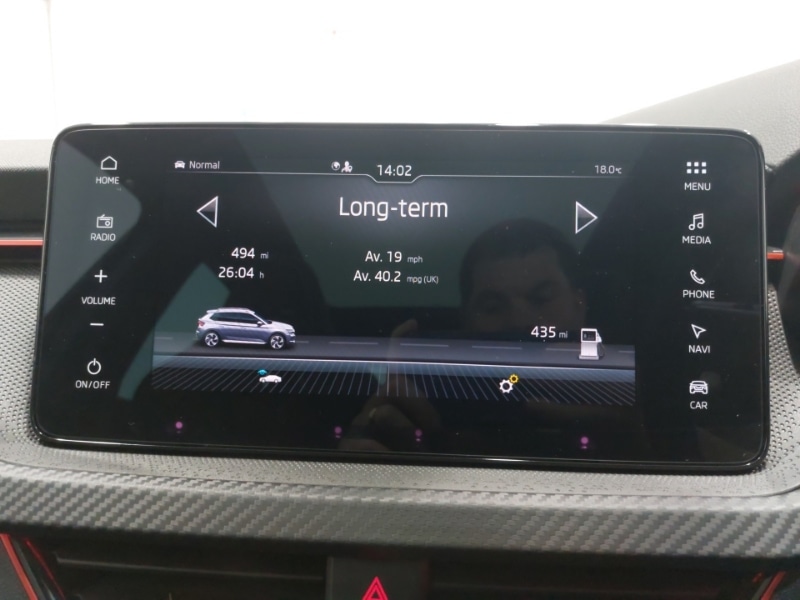 Normal
14:02
18.0°C
HOME
MENU
Long-term
RADIO
MEDIA
494 mi
Av. 19 mph
26:04 h
Av. 40.2 mpg (UK)
VOLUME
PHONE
435 mi
NAVI
ON/OFF
CAR